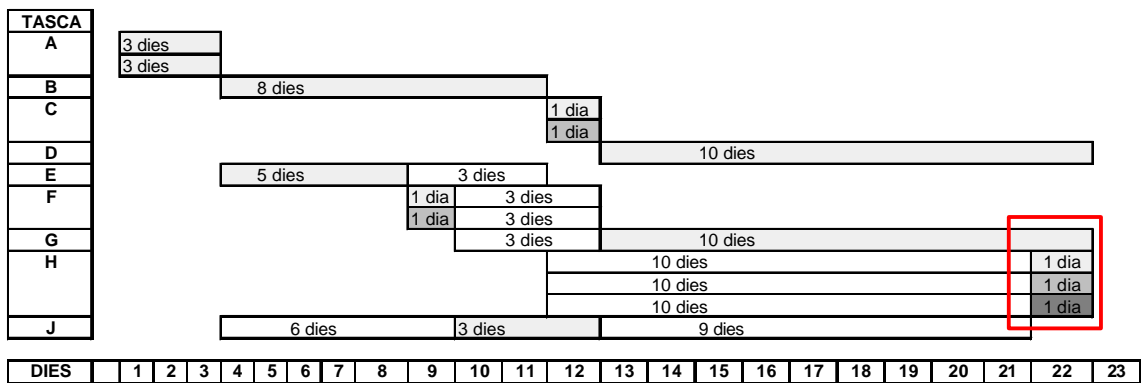 TASCA
A 3 dies
3 dies
B 8 dies
C 1 dia
1 dia
D 10 dies
E 5 dies 3 dies
F 1 dia 3 dies
1 dia 3 dies
G 3 dies 10 dies
H 10 dies 1 dia
10 dies 1 dia
10 dies 1 dia
J 6 dies 3 dies 9 dies
DIES 1 2 3 4 5 6 7 8 9 10 11 12 13 14 15 16 17 18 19 20 21 22 23